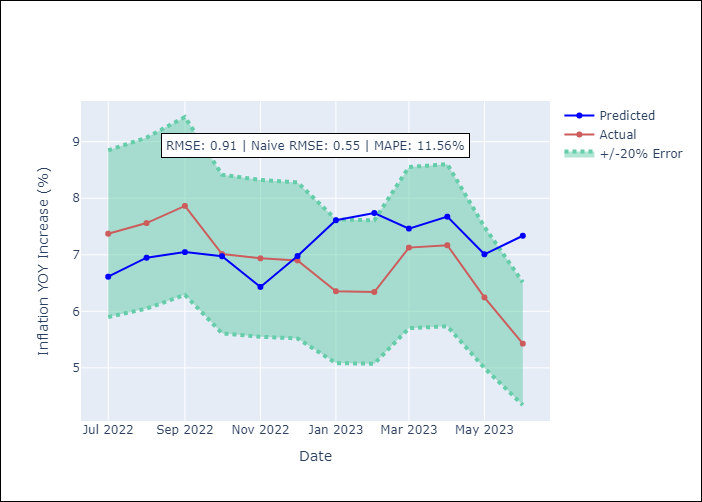 RMSE: 0.91 | Naive RMSE: 0.55 | MAPE: 11.56%
Predicted
Actual
+/-20% Error
Inflation YOY Increase (%)
9
8
7
6
5
Jul 2022
Sep 2022
Nov 2022
Jan 2023
Mar 2023
May 2023
Date